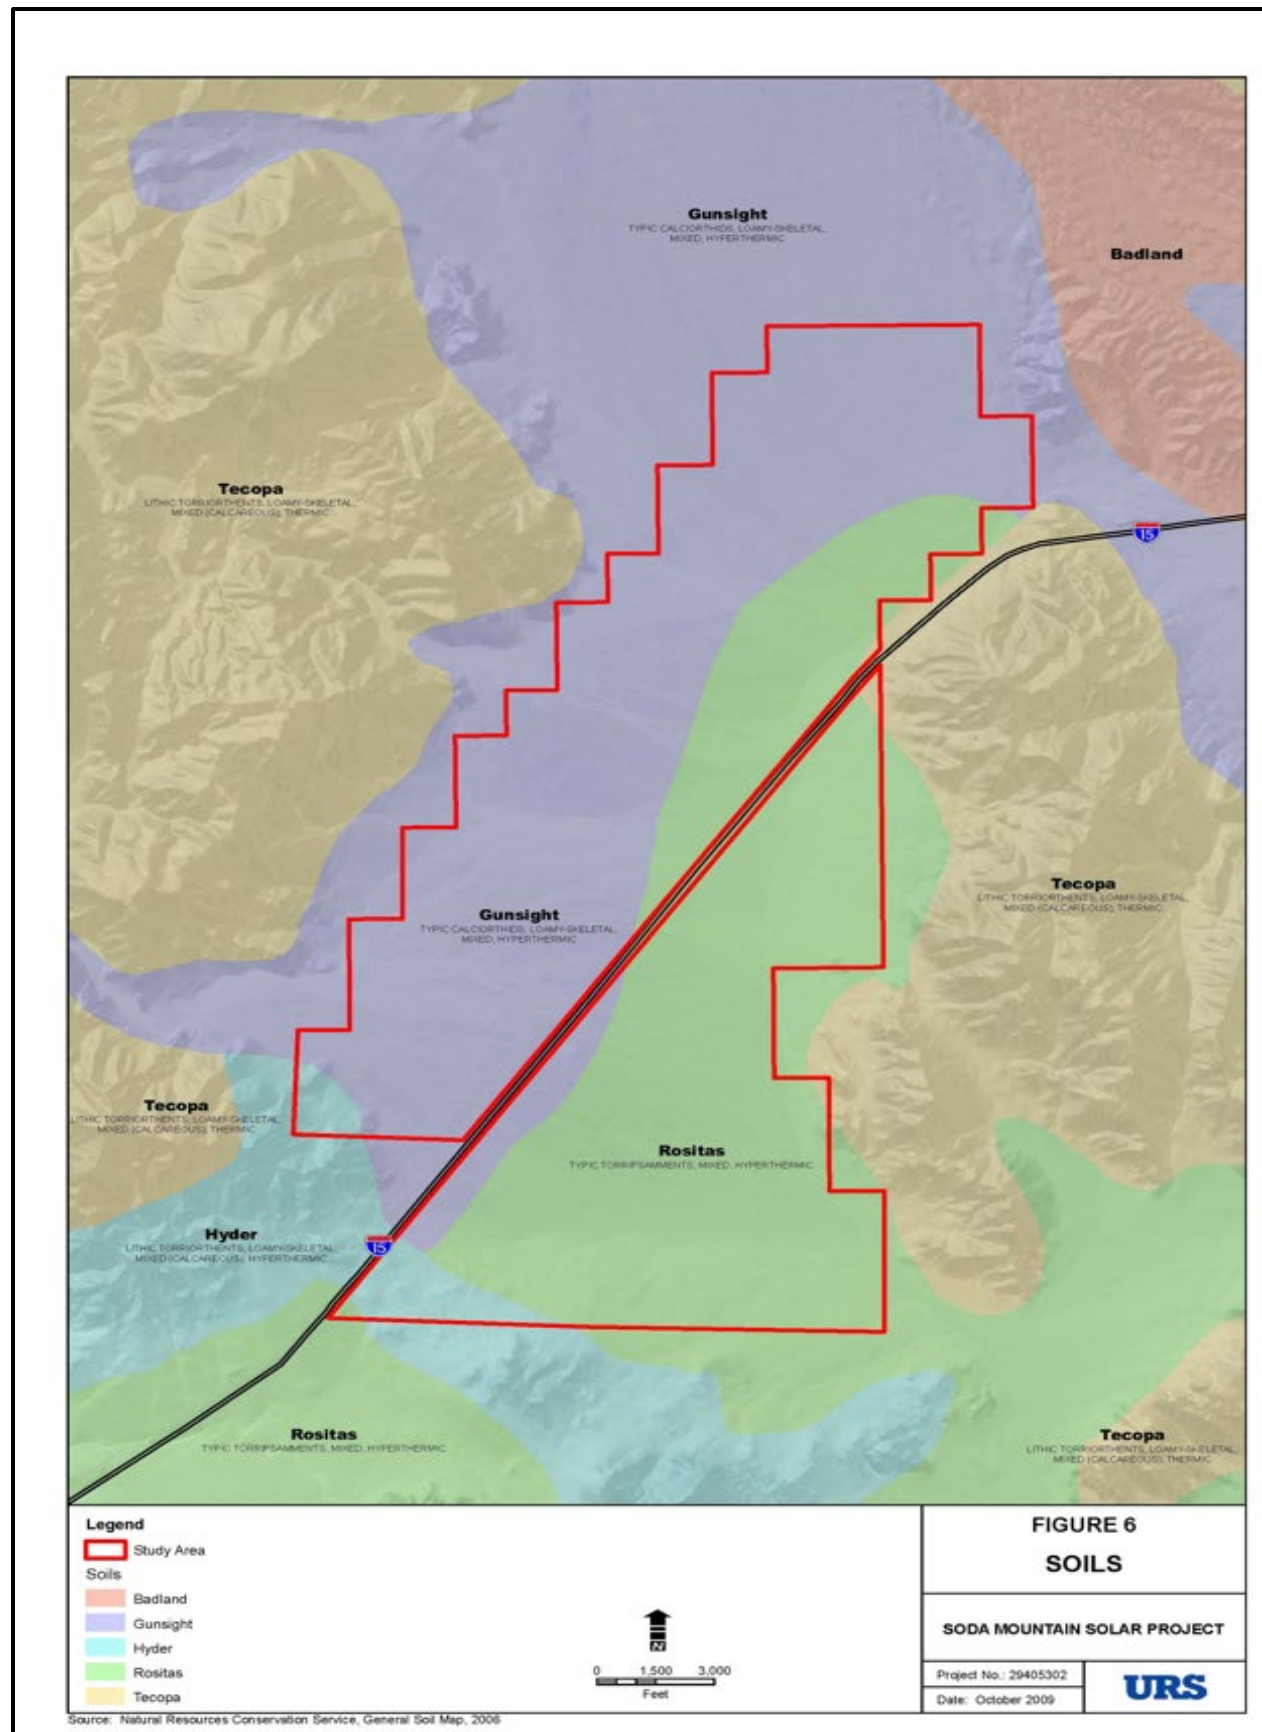 Gunsight
TYPIC CALCIORTHIDS, LOAMY-SKELETAL,
MIXED, HYPERTHERMIC
Badland
Tecopa
LITHIC TORRIORTHENTS, LOAMY-SKELETAL,
MIXED (CALCAREOUS), THERMIC
15
Tecopa
LITHIC TORRIORTHENTS, LOAMY-SKELETAL,
MIXED (CALCAREOUS), THERMIC
Gunsight
TYPIC CALCIORTHIDS, LOAMY-SKELETAL,
MIXED, HYPERTHERMIC
Tecopa
LITHIC TORRIORTHENTS, LOAMY-SKELETAL,
MIXED (CALCAREOUS), THERMIC
Rositas
TYPIC TORRIPSAMMENTS, MIXED, HYPERTHERMIC
Hyder
LITHIC TORRIORTHENTS, LOAMY-SKELETAL,
MIXED (CALCAREOUS), HYPERTHERMIC
15
Rositas
TYPIC TORRIPSAMMENTS, MIXED, HYPERTHERMIC
Tecopa
LITHIC TORRIORTHENTS, LOAMY-SKELETAL,
MIXED (CALCAREOUS), THERMIC
Legend
Study Area
Soils
Badland
Gunsight
Hyder
Rositas
Tecopa
N
0 1,500 3,000
Feet
FIGURE 6
SOILS
SODA MOUNTAIN SOLAR PROJECT
Project No.: 29405302
Date: October 2009
URS
Source: Natural Resources Conservation Service, General Soil Map, 2006